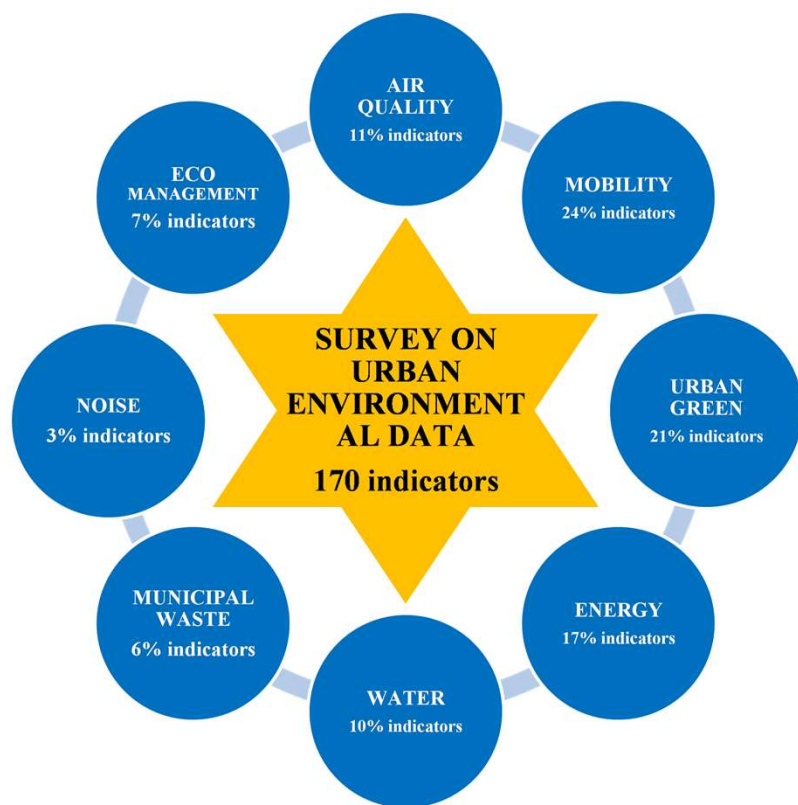 AIR
QUALITY
11% indicators
MOBILITY
24% indicators
URBAN
GREEN
21% indicators
ENERGY
17% indicators
WATER
10% indicators
MUNICIPAL
WASTE
6% indicators
NOISE
3% indicators
ECO
MANAGEMENT
7% indicators
SURVEY ON
URBAN
ENVIRONMENT
AL DATA
170 indicators